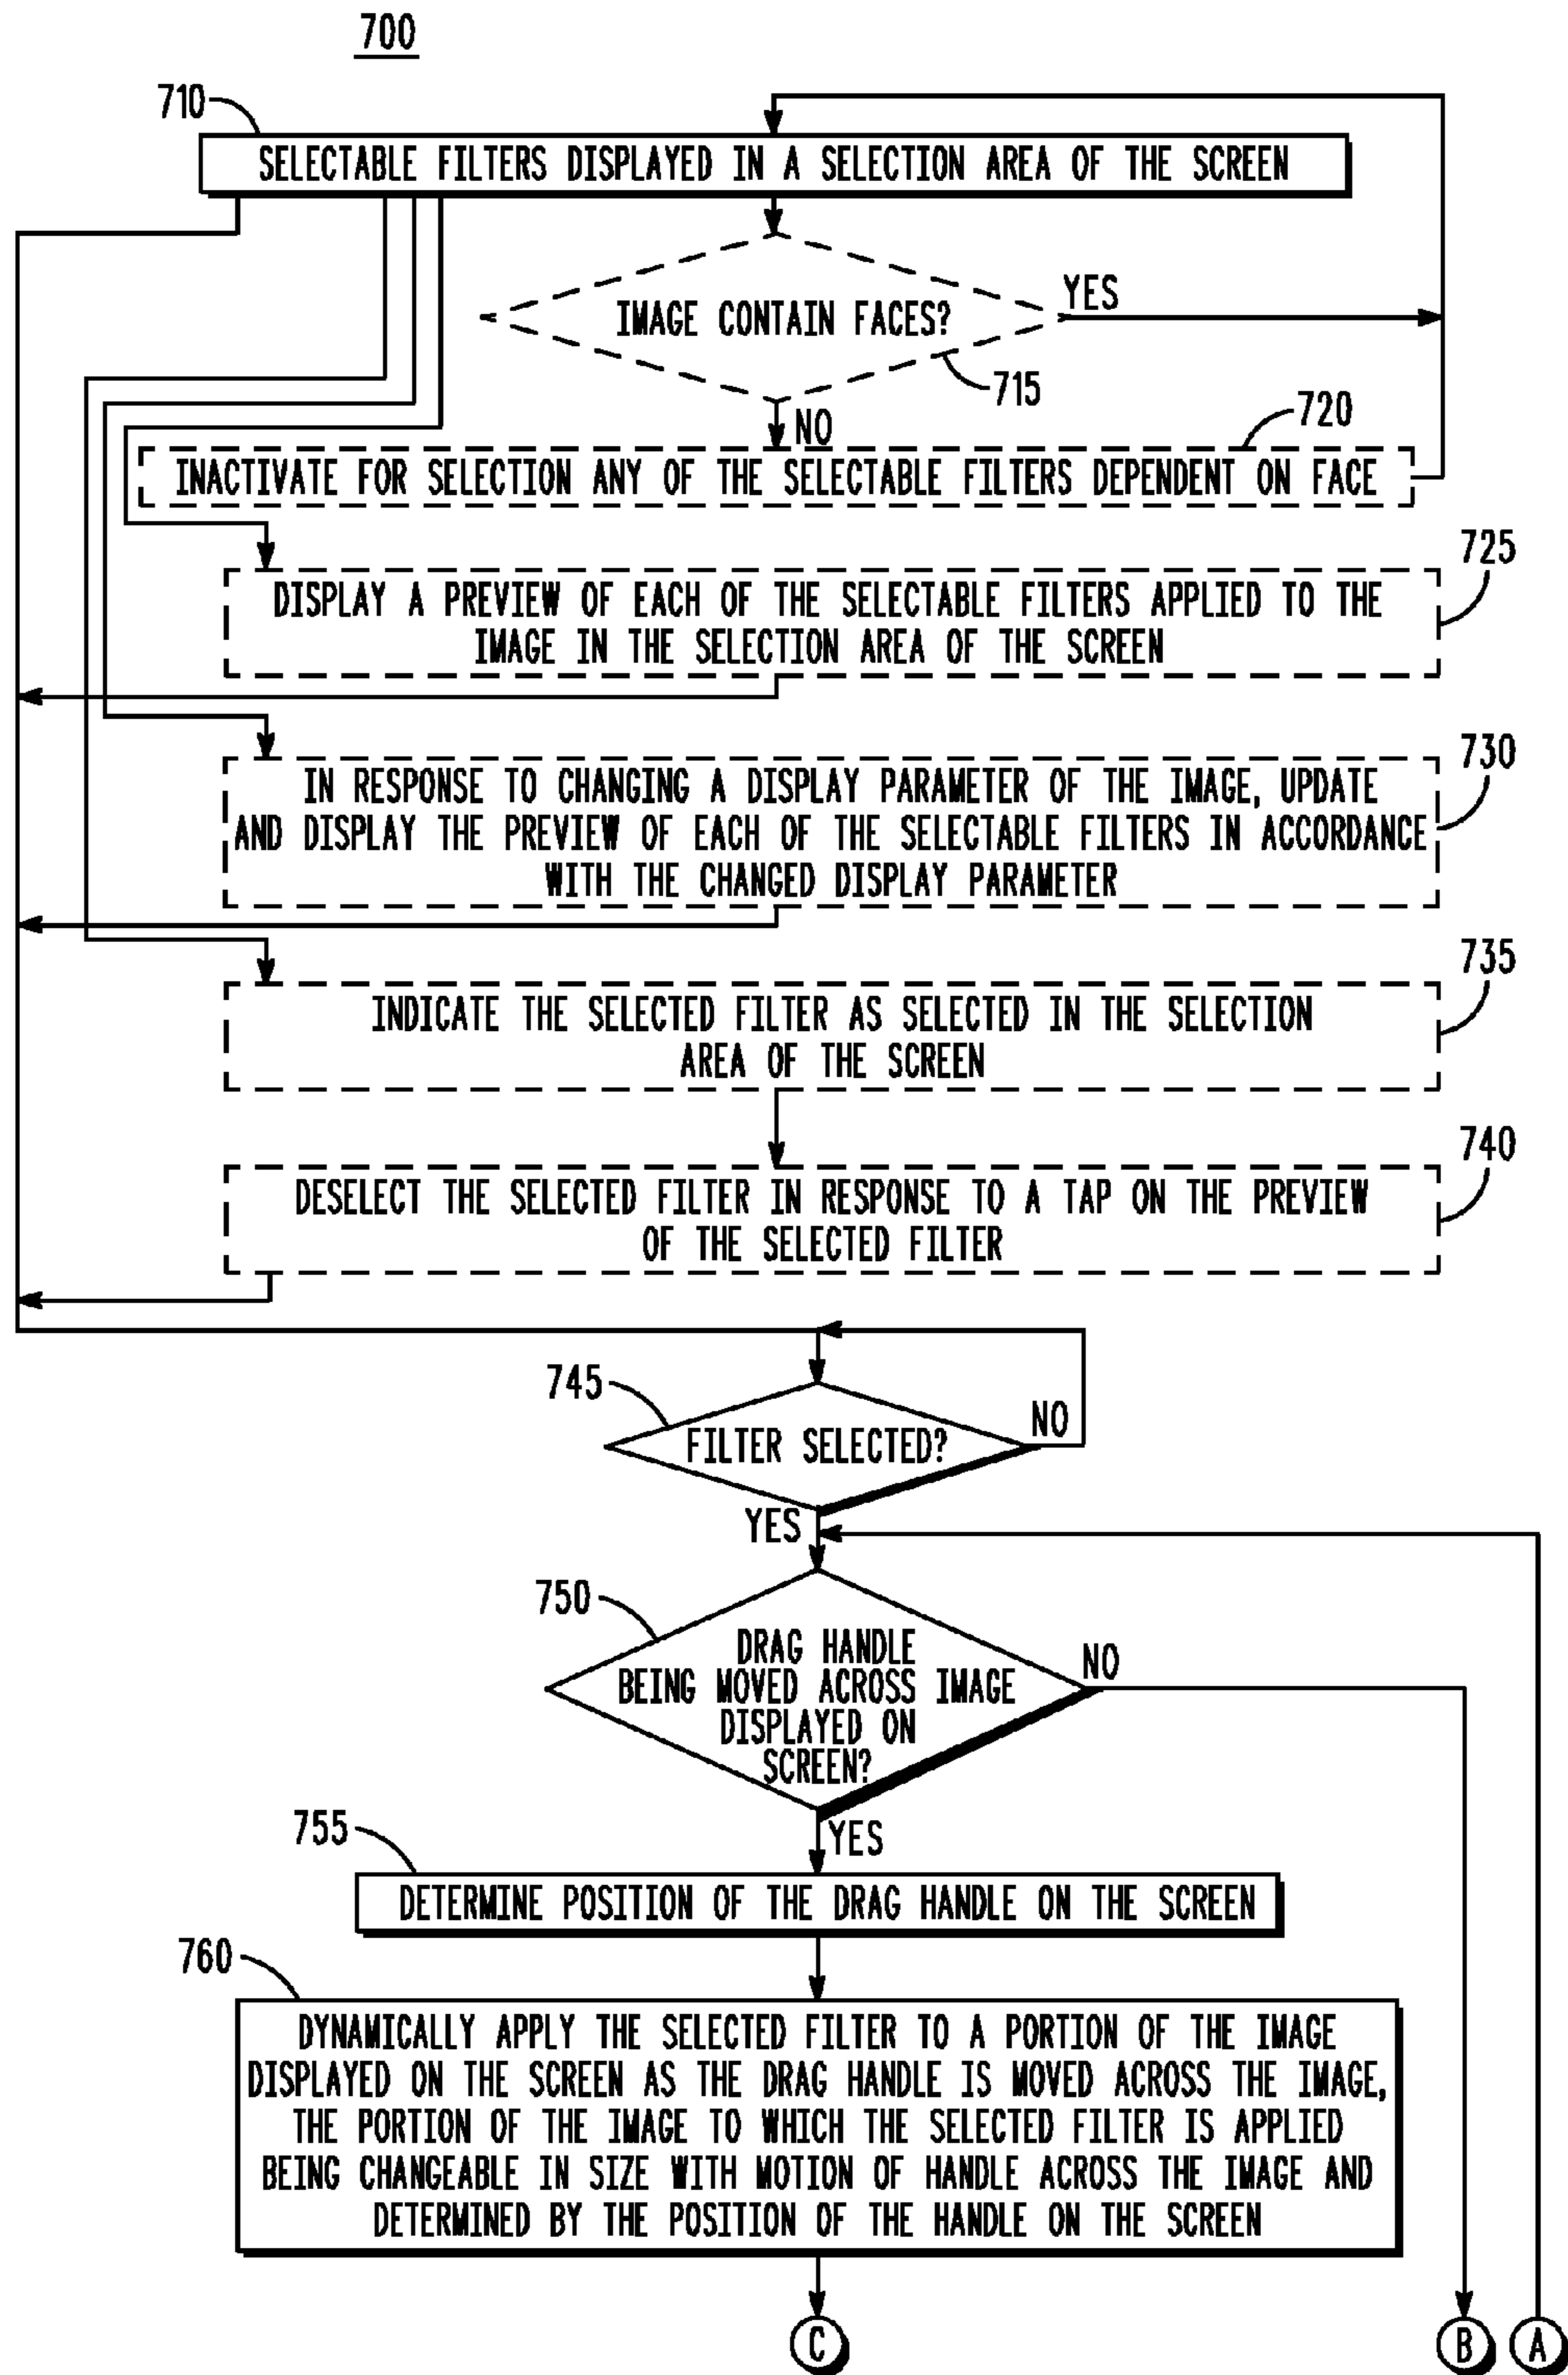 700
710
SELECTABLE FILTERS DISPLAYED IN A SELECTION AREA OF THE SCREEN
IMAGE CONTAIN FACES?
YES
715
NO
720
INACTIVATE FOR SELECTION ANY OF THE SELECTABLE FILTERS DEPENDENT ON FACE
725
DISPLAY A PREVIEW OF EACH OF THE SELECTABLE FILTERS APPLIED TO THE
IMAGE IN THE SELECTION AREA OF THE SCREEN
730
IN RESPONSE TO CHANGING A DISPLAY PARAMETER OF THE IMAGE, UPDATE
AND DISPLAY THE PREVIEW OF EACH OF THE SELECTABLE FILTERS IN ACCORDANCE
WITH THE CHANGED DISPLAY PARAMETER
735
INDICATE THE SELECTED FILTER AS SELECTED IN THE SELECTION
AREA OF THE SCREEN
740
DESELECT THE SELECTED FILTER IN RESPONSE TO A TAP ON THE PREVIEW
OF THE SELECTED FILTER
745
FILTER SELECTED?
NO
YES
750
DRAG HANDLE
BEING MOVED ACROSS IMAGE
DISPLAYED ON
SCREEN?
NO
YES
755
DETERMINE POSITION OF THE DRAG HANDLE ON THE SCREEN
760
DYNAMICALLY APPLY THE SELECTED FILTER TO A PORTION OF THE IMAGE
DISPLAYED ON THE SCREEN AS THE DRAG HANDLE IS MOVED ACROSS THE IMAGE,
THE PORTION OF THE IMAGE TO WHICH THE SELECTED FILTER IS APPLIED
BEING CHANGEABLE IN SIZE WITH MOTION OF HANDLE ACROSS THE IMAGE AND
DETERMINED BY THE POSITION OF THE HANDLE ON THE SCREEN
C
B
A